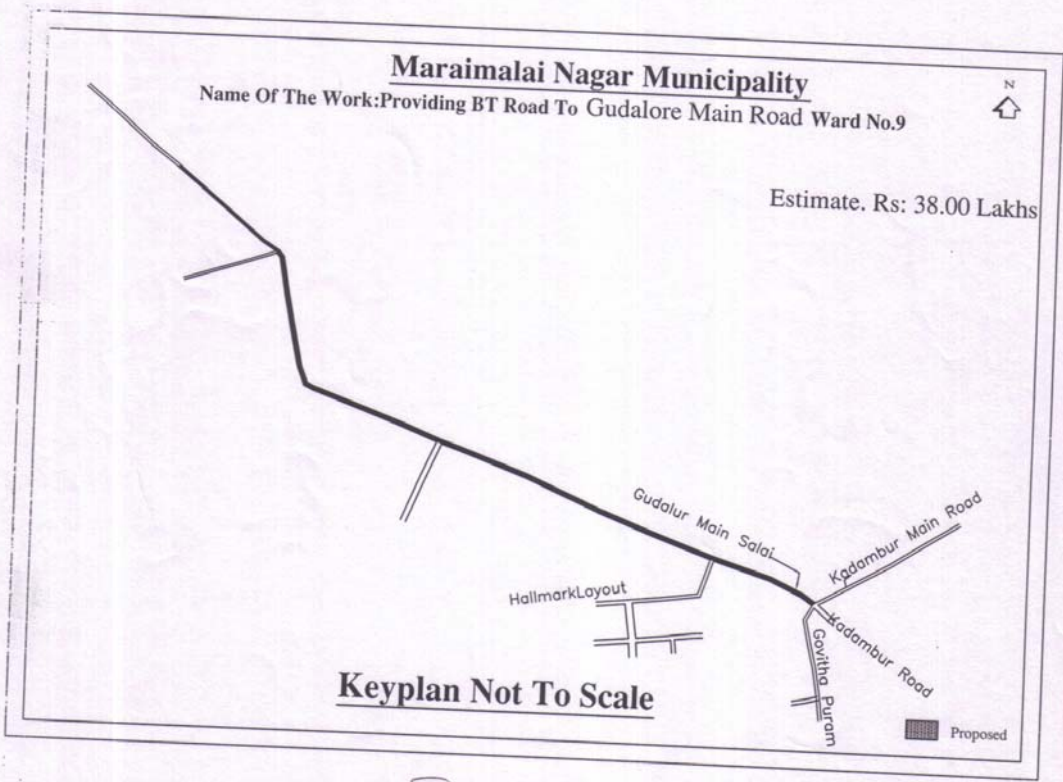 Maraimalai Nagar Municipality
Name Of The Work:Providing BT Road To Gudalore Main Road Ward No.9
N
Estimate. Rs: 38.00 Lakhs
Gudalur Main Salai
Kadambur Main Road
HallmarkLayout
Kadambur Road
Govitha Puram
Keyplan Not To Scale
Proposed